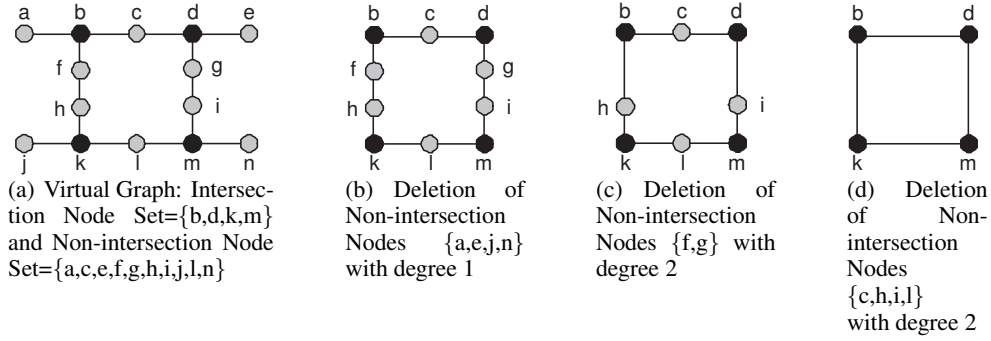 a b c d e
f g
h i
j k l m n
(a) Virtual Graph: Intersec-
tion Node Set={b,d,k,m}
and Non-intersection Node
Set={a,c,e,f,g,h,i,j,l,n}
b c d
f g
h i
k l m
(b) Deletion of
Non-intersection
Nodes {a,e,j,n}
with degree 1
b c d
h i
k l m
(c) Deletion of
Non-intersection
Nodes {f,g} with
degree 2
b d
k m
(d) Deletion
of Non-
intersection
Nodes
{c,h,i,l}
with degree 2